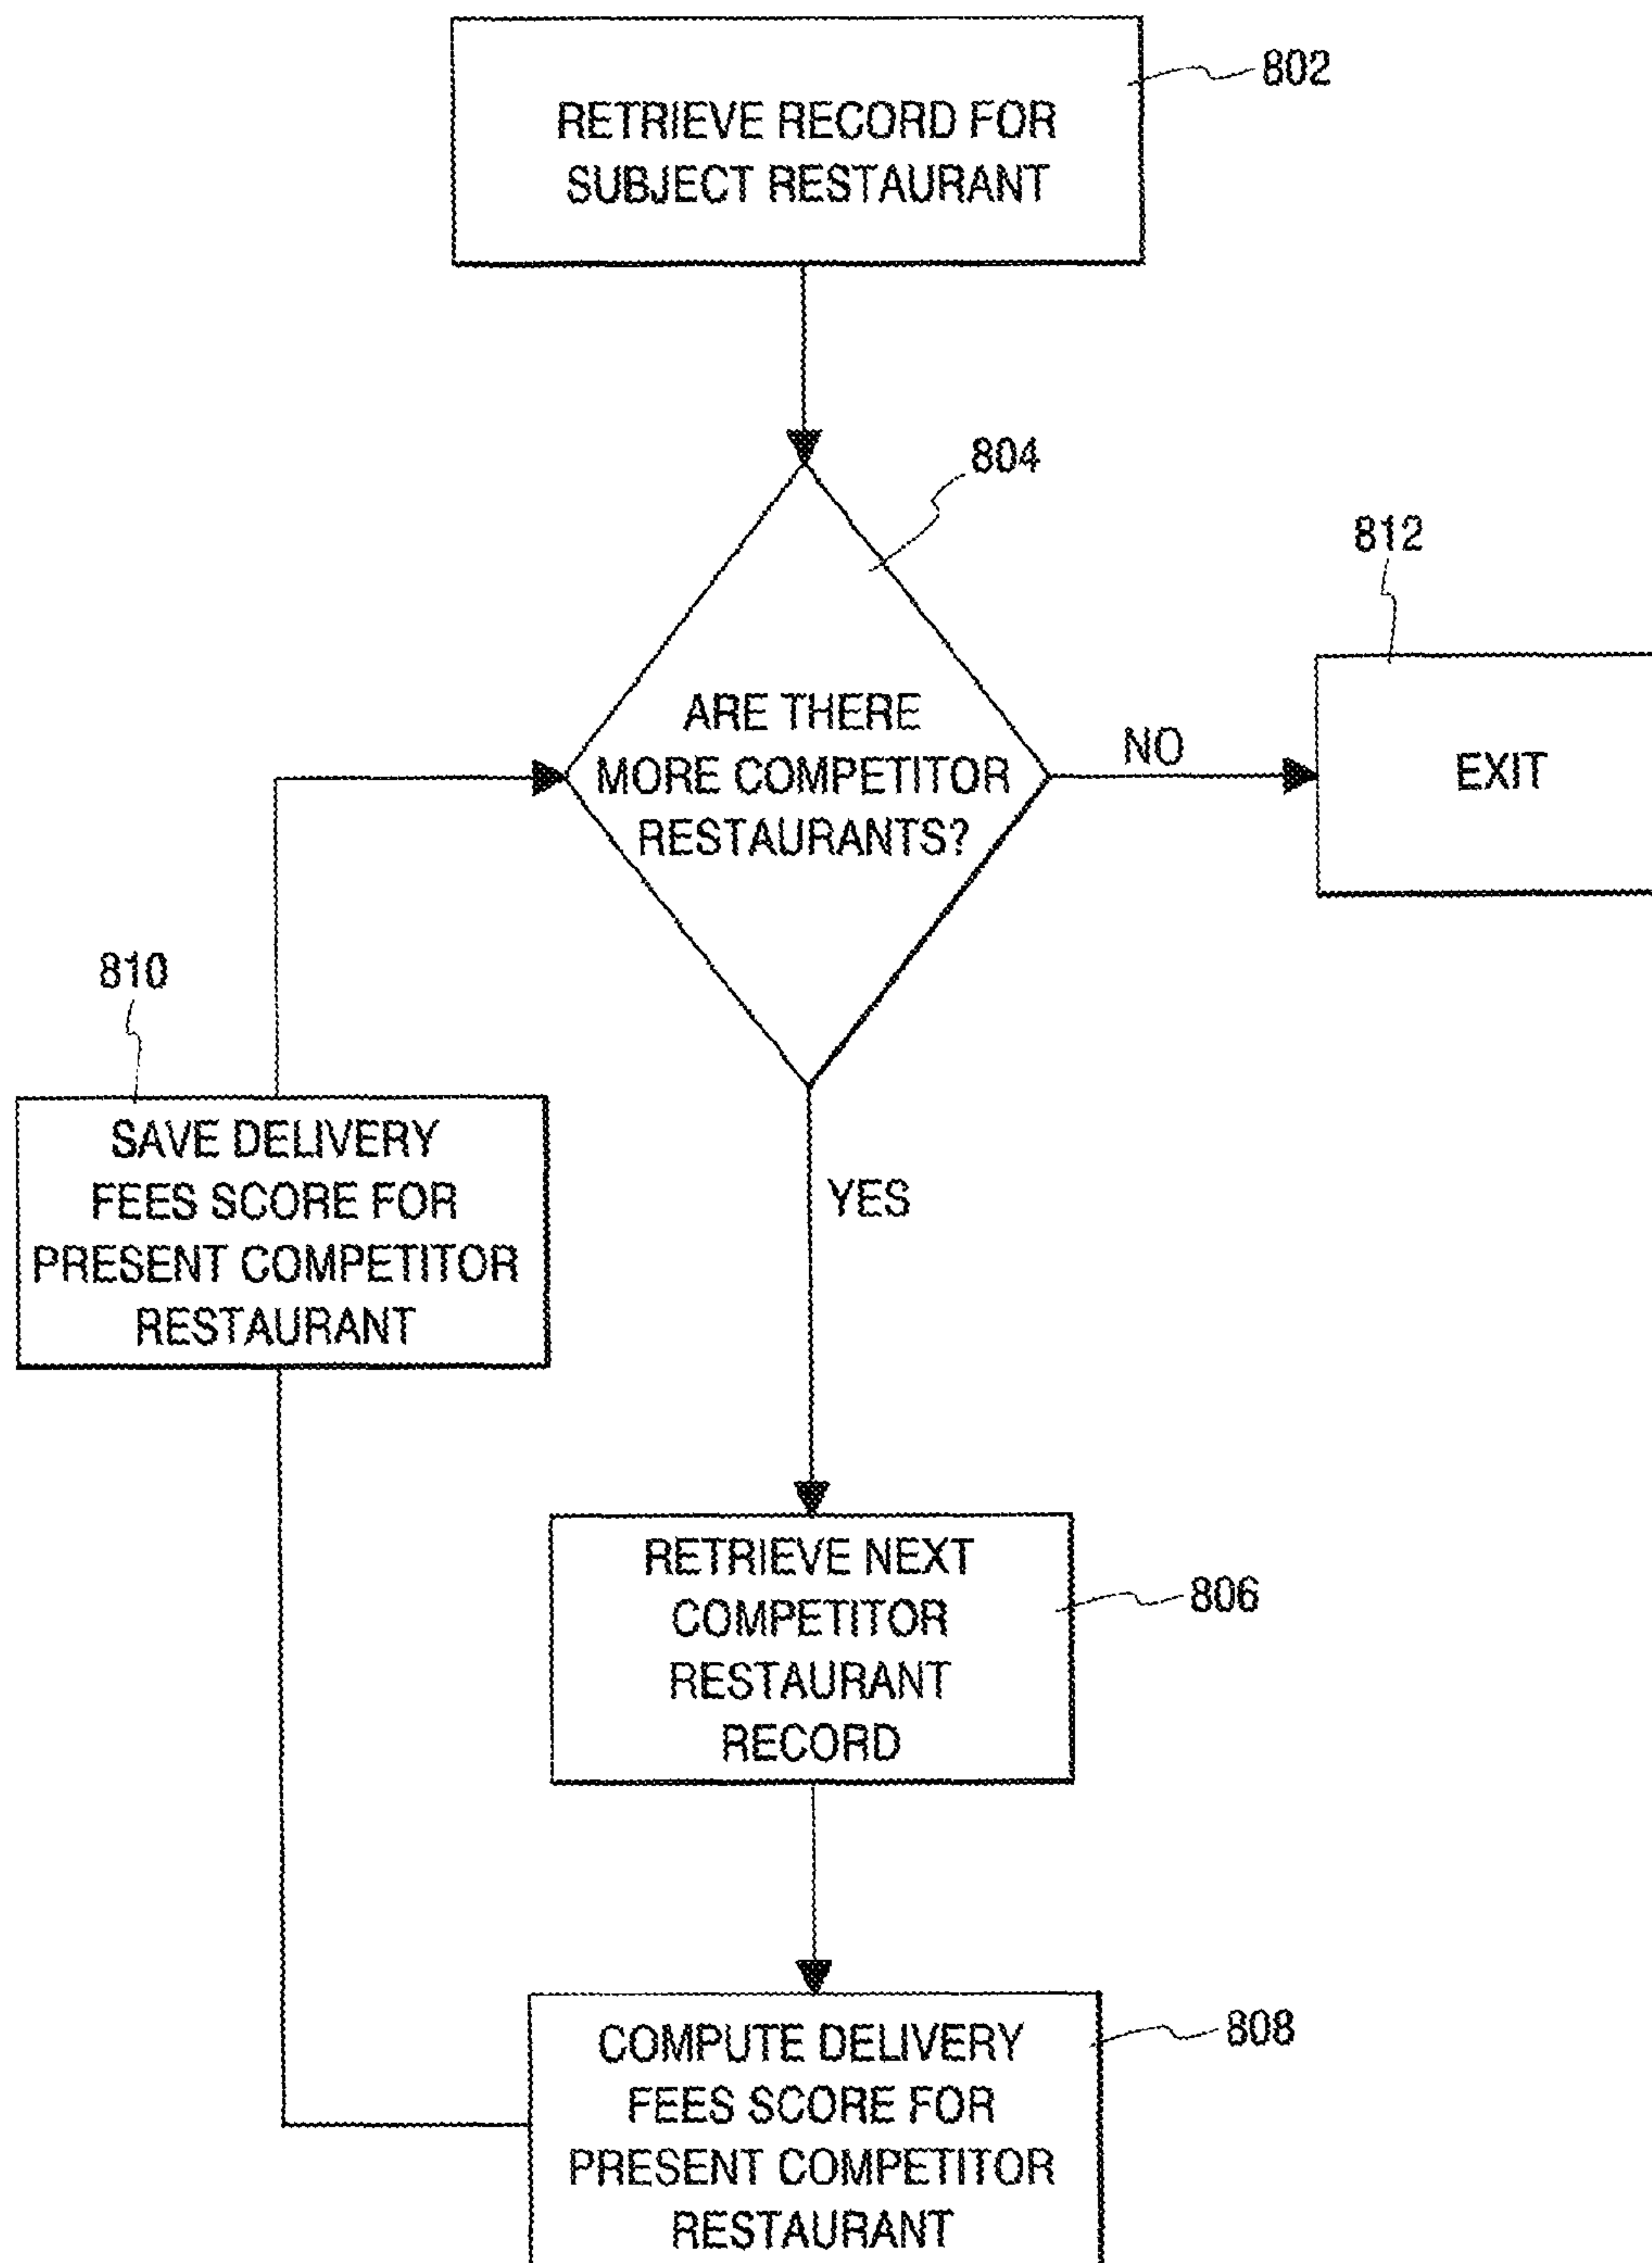 802
RETRIEVE RECORD FOR
SUBJECT RESTAURANT
804
812
ARE THERE
MORE COMPETITOR
RESTAURANTS?
NO
EXIT
810
SAVE DELIVERY
FEES SCORE FOR
PRESENT COMPETITOR
RESTAURANT
YES
RETRIEVE NEXT
COMPETITOR
RESTAURANT
RECORD
806
COMPUTE DELIVERY
FEES SCORE FOR
PRESENT COMPETITOR
RESTAURANT
808